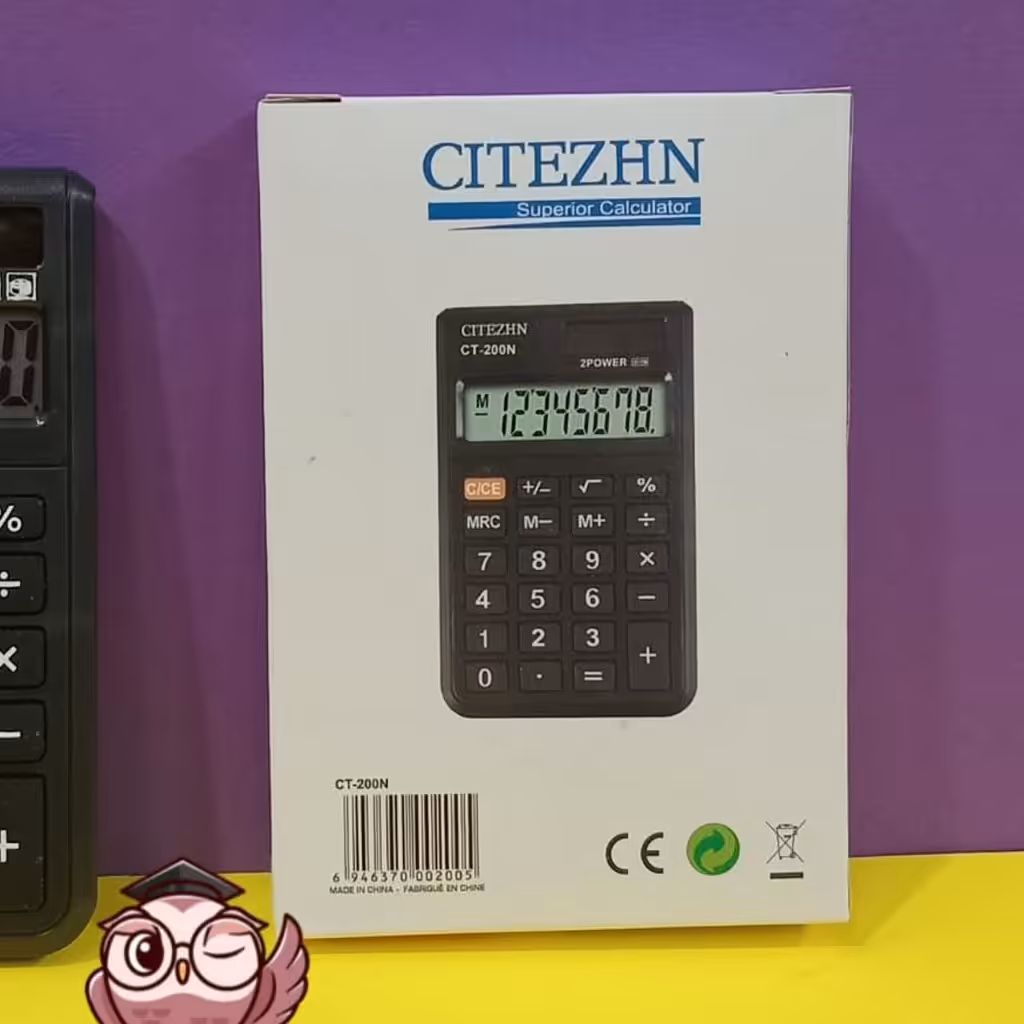 CITEZHN
Superior Calculator
CITEZHN
CT-200N
2POWER
M
– 12345678.
C/CE +/− √ %
MRC M− M+ ÷
7 8 9 ×
4 5 6 −
1 2 3 +
0 . =
CT-200N
6 946370 002005
MADE IN CHINA - FABRIQUÉ EN CHINE
CE
0
%
÷
×
−
+